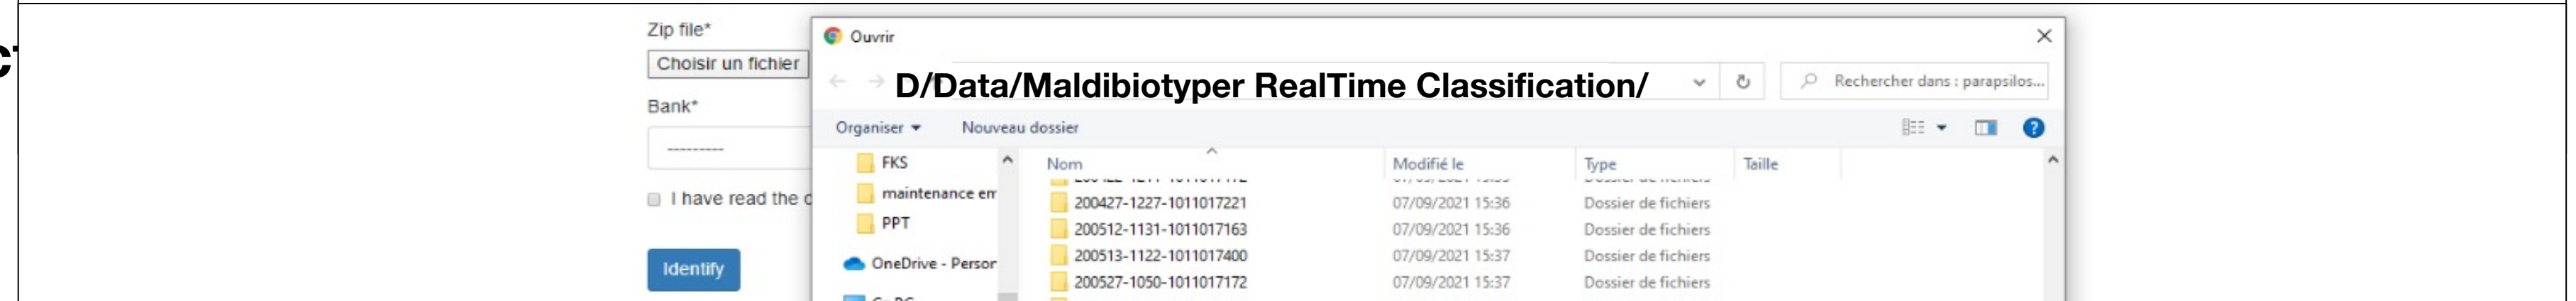 Zip file*
Choisir un fichier
Bank*
---------
I have read the
Identify
Ouvrir
D/Data/Maldibiotyper RealTime Classification/
Rechercher dans : parapsilos...
Organiser
Nouveau dossier
FKS
maintenance em
PPT
OneDrive - Person
Nom Modifié le Type Taille
200427-1227-1011017221 07/09/2021 15:36 Dossier de fichiers
200512-1131-1011017163 07/09/2021 15:36 Dossier de fichiers
200513-1122-1011017400 07/09/2021 15:37 Dossier de fichiers
200527-1050-1011017172 07/09/2021 15:37 Dossier de fichiers